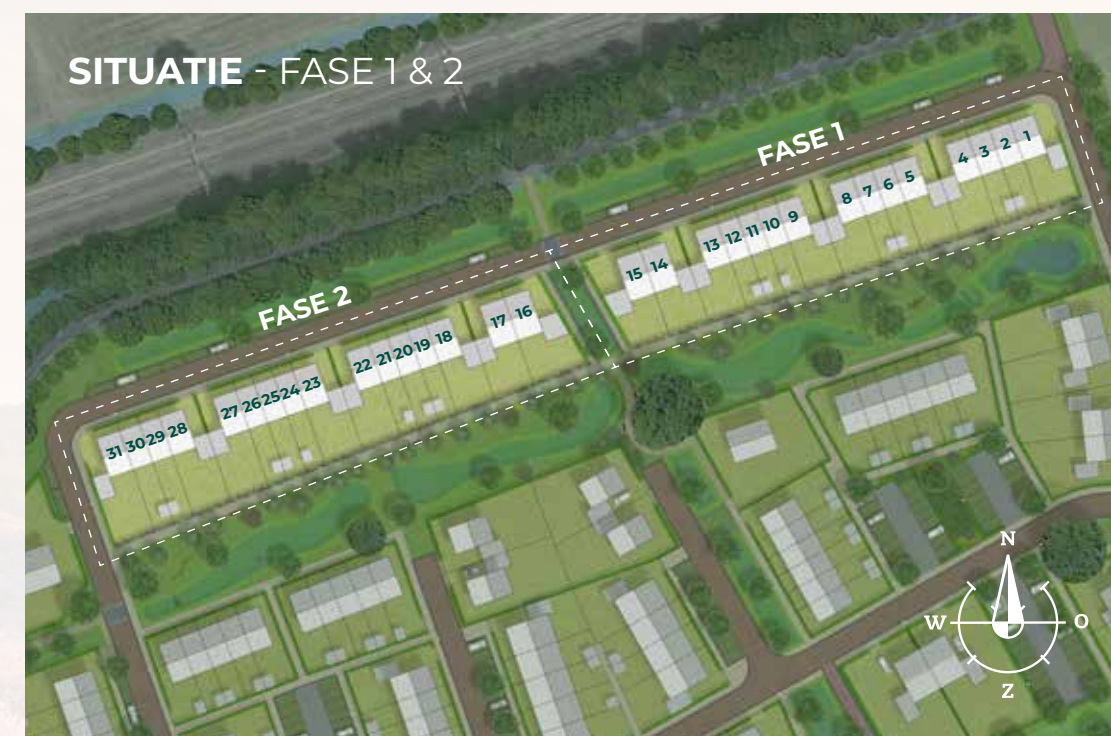 SITUATIE - FASE 1 & 2
FASE 1
4 3 2 1
8 7 6 5
13 12 11 10 9
15 14
FASE 2
17 16
22 21 20 19 18
27 26 25 24 23
31 30 29 28
N
W O
Z